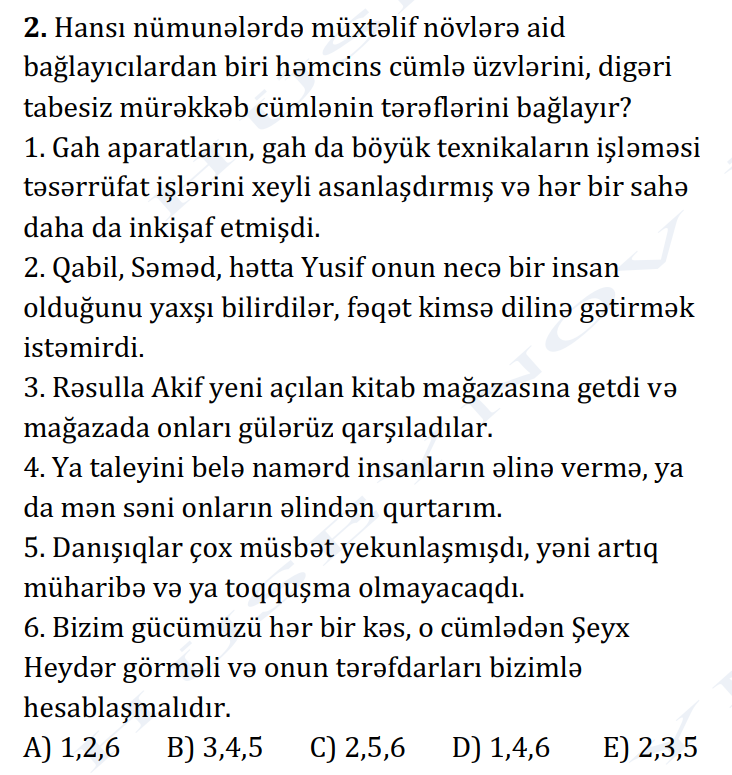 2. Hansı nümunələrdə müxtəlif növlərə aid
bağlayıcılardan biri həmcins cümlə üzvlərini, digəri
tabesiz mürəkkəb cümlənin tərəflərini bağlayır?
1. Gah aparatların, gah da böyük texnikaların işləməsi
təsərrüfat işlərini xeyli asanlaşdırmış və hər bir sahə
daha da inkişaf etmişdi.
2. Qabil, Səməd, hətta Yusif onun necə bir insan
olduğunu yaxşı bilirdilər, fəqət kimsə dilinə gətirmək
istəmirdi.
3. Rəsulla Akif yeni açılan kitab mağazasına getdi və
mağazada onları gülərüz qarşıladılar.
4. Ya taleyini belə namərd insanların əlinə vermə, ya
da mən səni onların əlindən qurtarım.
5. Danışıqlar çox müsbət yekunlaşmışdı, yəni artıq
müharibə və ya toqquşma olmayacaqdı.
6. Bizim gücümüzü hər bir kəs, o cümlədən Şeyx
Heydər görməli və onun tərəfdarları bizimlə
hesablaşmalıdır.
A) 1,2,6 B) 3,4,5 C) 2,5,6 D) 1,4,6 E) 2,3,5